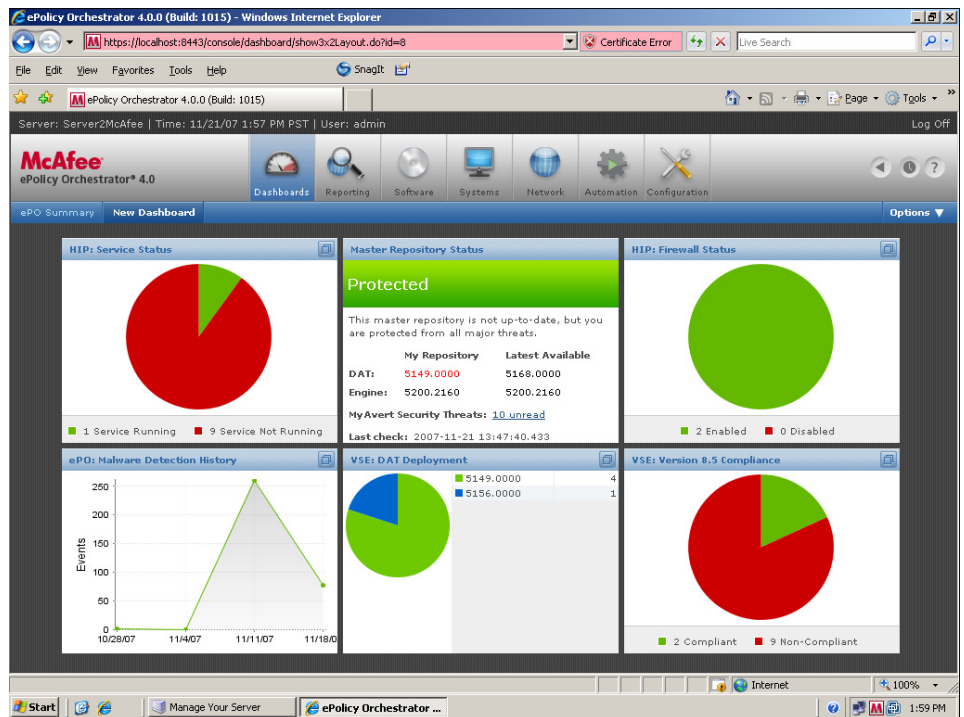 ePolicy Orchestrator 4.0.0 (Build: 1015) - Windows Internet Explorer
https://localhost:8443/console/dashboard/show3x2Layout.do?id=8
Certificate Error
Live Search
File Edit View Favorites Tools Help
SnagIt
ePolicy Orchestrator 4.0.0 (Build: 1015)
Page Tools
Server: Server2McAfee | Time: 11/21/07 1:57 PM PST | User: admin
Log Off
McAfee
ePolicy Orchestrator® 4.0
Dashboards Reporting Software Systems Network Automation Configuration
ePO Summary New Dashboard
Options ▼
HIP: Service Status
1 Service Running 9 Service Not Running
Master Repository Status
Protected
This master repository is not up-to-date, but you
are protected from all major threats.
My Repository Latest Available
DAT: 5149.0000 5168.0000
Engine: 5200.2160 5200.2160
MyAvert Security Threats: 10 unread
Last check: 2007-11-21 13:47:40.433
HIP: Firewall Status
2 Enabled 0 Disabled
ePO: Malware Detection History
Events
250
200
150
100
50
0
10/28/07 11/4/07 11/11/07 11/18/0
VSE: DAT Deployment
5149.0000 4
5156.0000 1
VSE: Version 8.5 Compliance
2 Compliant 9 Non-Compliant
Internet
100%
Start
Manage Your Server
ePolicy Orchestrator ...
1:59 PM